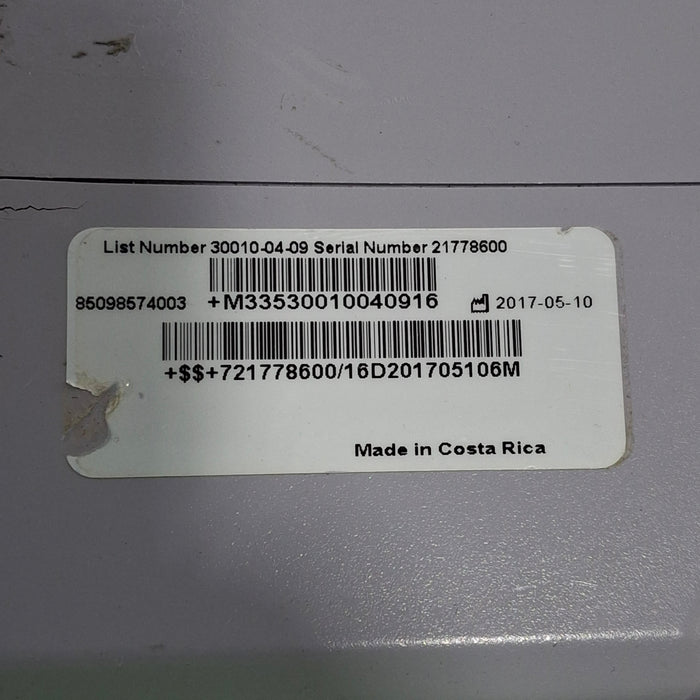 List Number 30010-04-09 Serial Number 21778600
85098574003 +M33530010040916 2017-05-10
+$$+721778600/16D201705106M
Made in Costa Rica